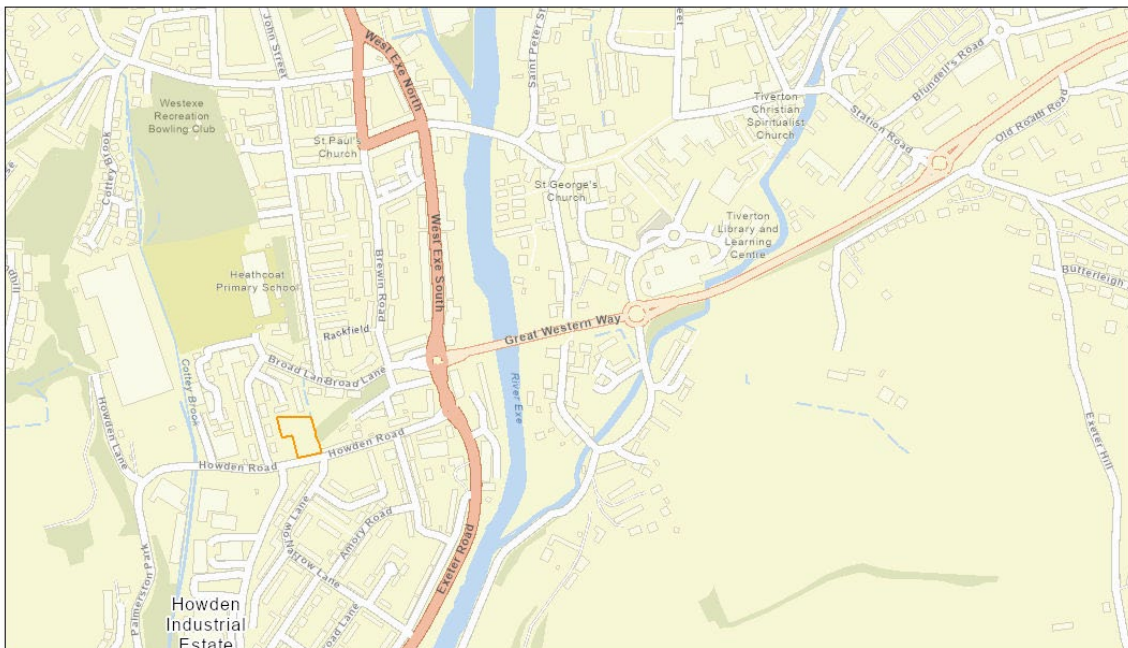 John Street
West Exe North
Saint Peter St
Blundell's Road
Westexe
Recreation
Bowling Club
Cottey Brook
St Paul's
Church
Tiverton
Christian
Spiritualist
Church
Station Road
Old Road
Road
St George's
Church
West Exe South
Tiverton
Library and
Learning
Centre
Heathcoat
Primary School
Brewin Road
Rackfield
Great Western Way
Butterleigh
Broad Lane
Broad Lane
River Exe
Cottey Brook
Howden Lane
Howden Road
Howden Road
Exeter Hill
Narrow Lane
Amory Road
Exeter Road
Palmerston Park
Howden
Industrial
Estate